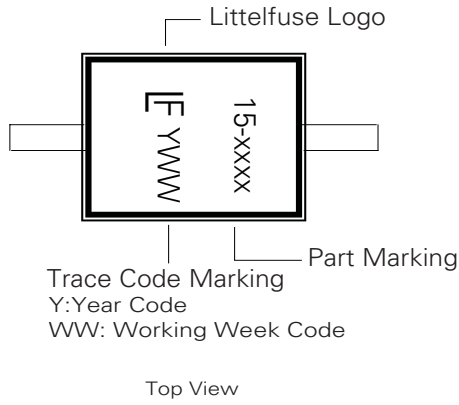 Littelfuse Logo
LF YWW
15-xxxx
Part Marking
Trace Code Marking
Y:Year Code
WW: Working Week Code
Top View